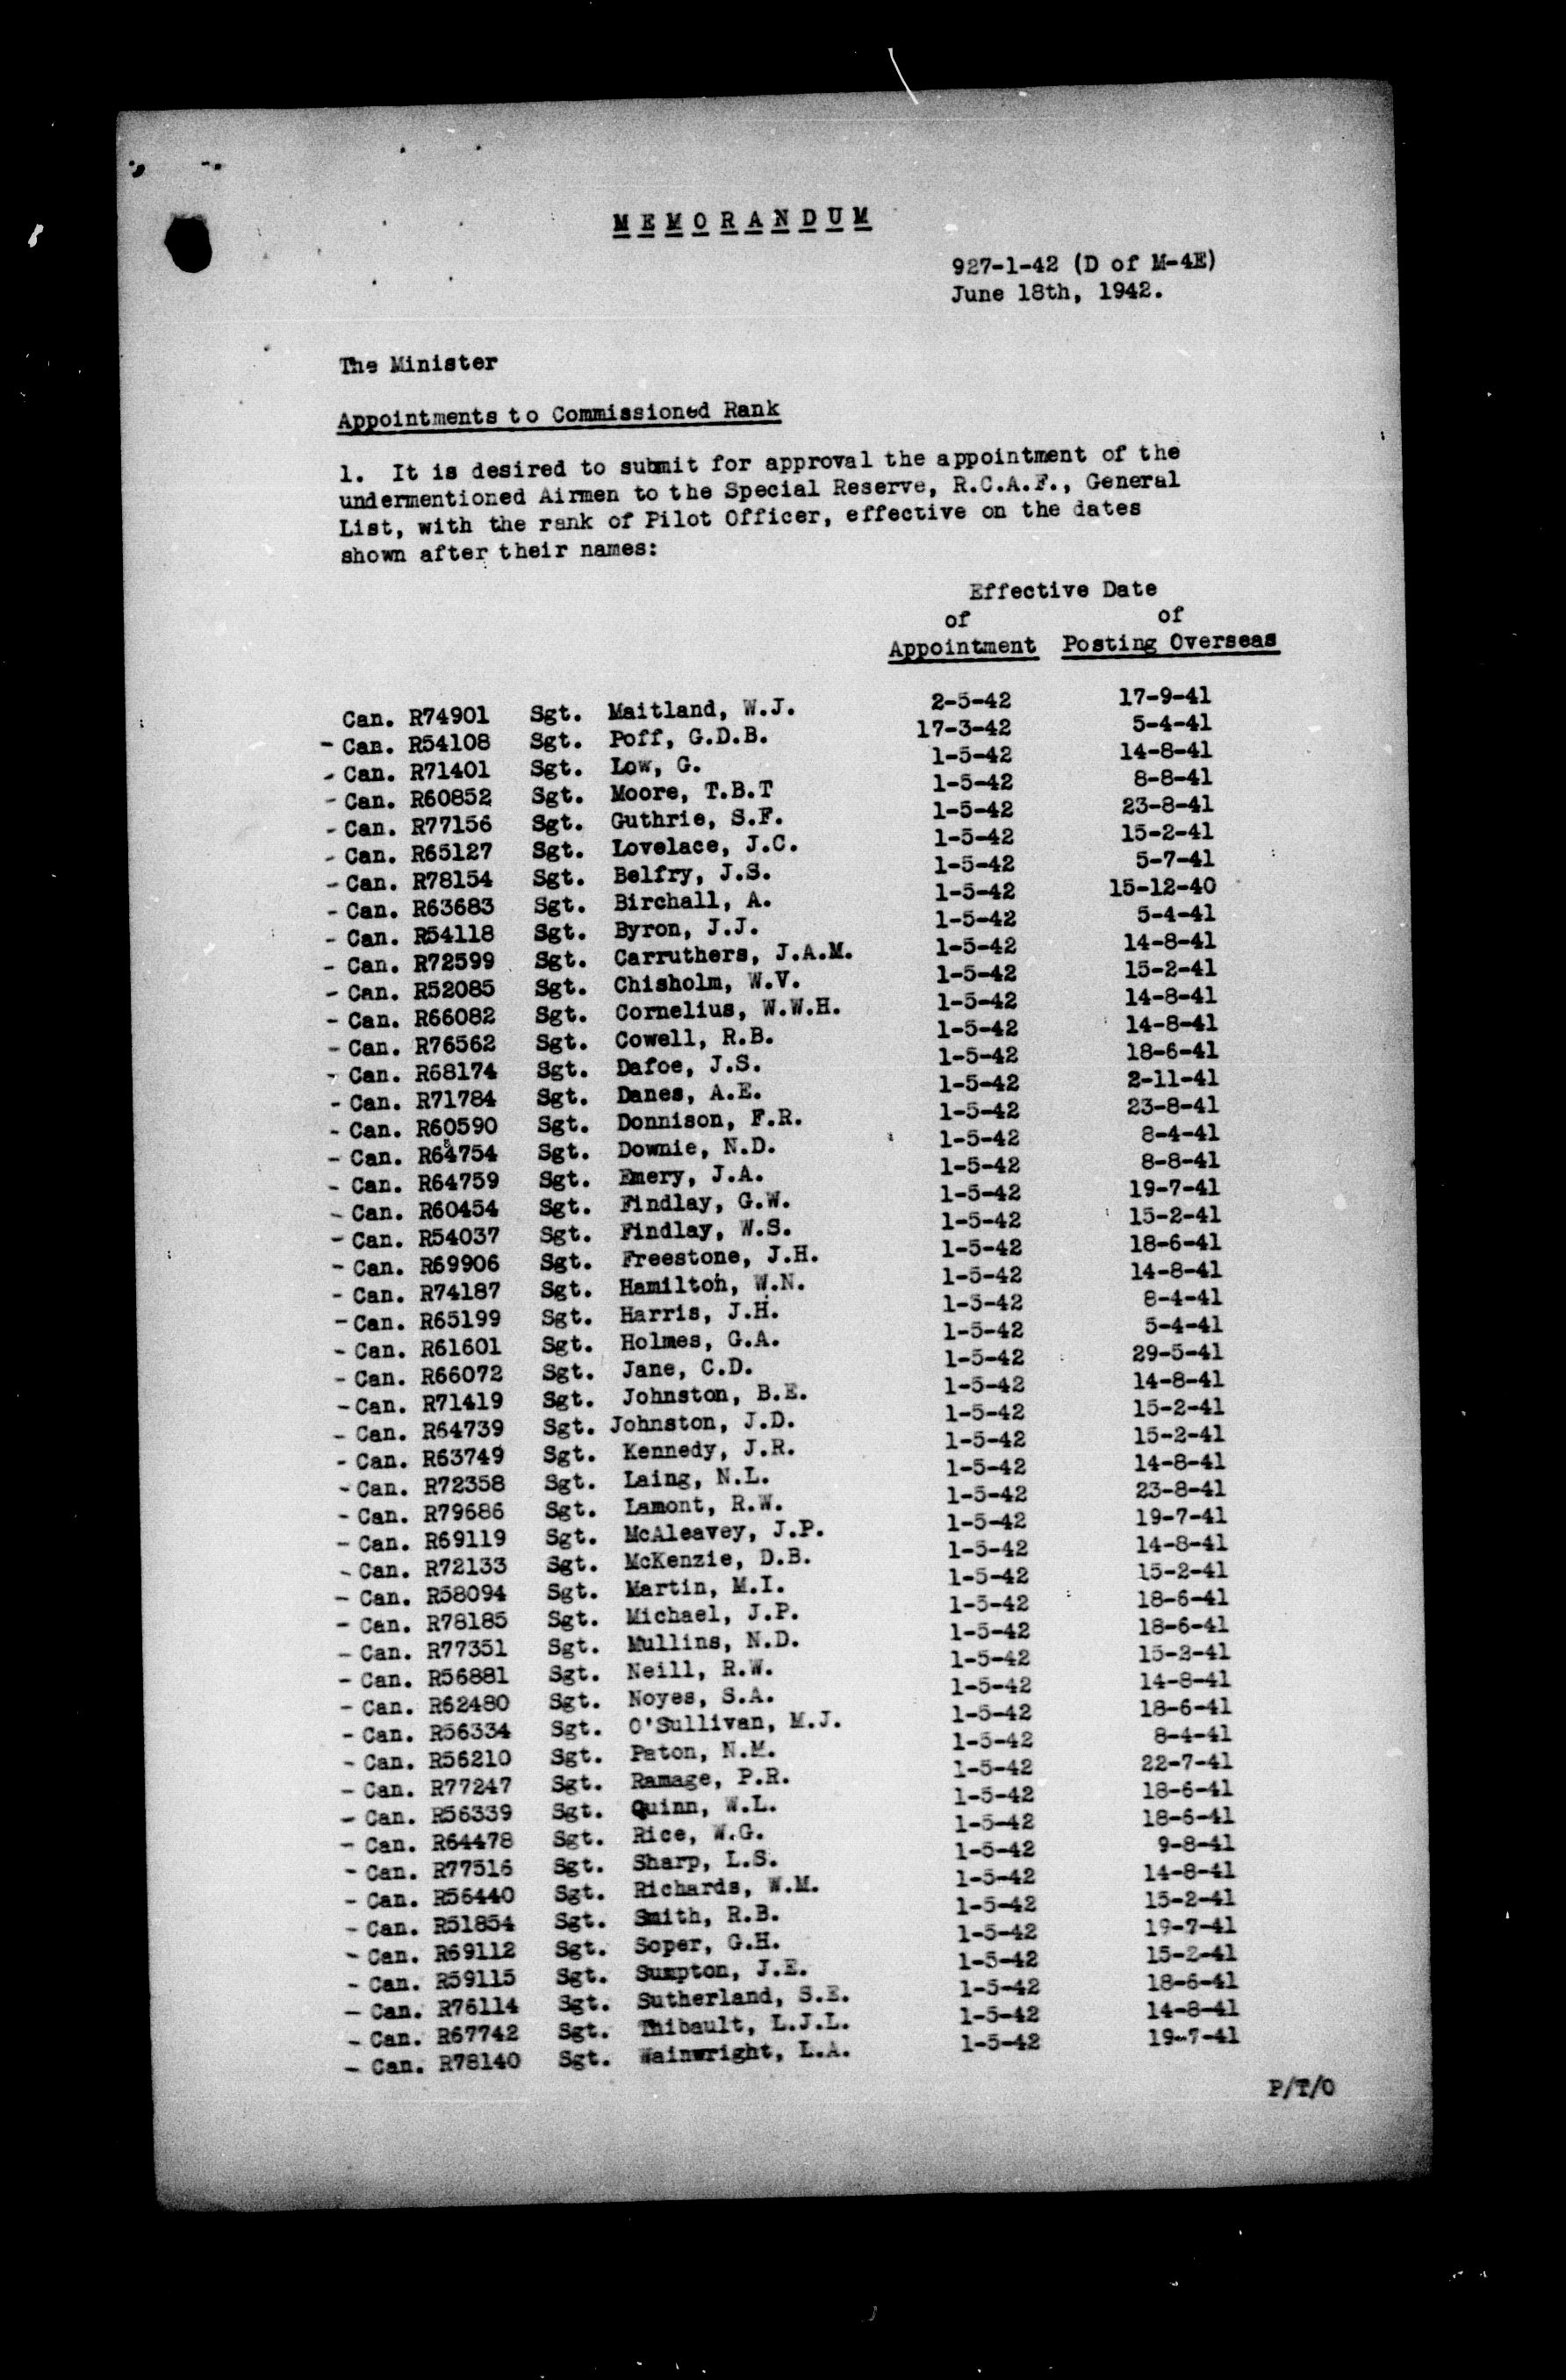 MEMORANDUM
927-1-42 (D of M-4E)
June 18th, 1942.
The Minister
Appointments to Commissioned Rank
1. It is desired to submit for approval the appointment of the
undermentioned Airmen to the Special Reserve, R.C.A.F., General
List, with the rank of Pilot Officer, effective on the dates
shown after their names:
Effective Date
of of
Appointment Posting Overseas
Can. R74901 Sgt. Maitland, W.J. 2-5-42 17-9-41
- Can. R54108 Sgt. Poff, G.D.B. 17-3-42 5-4-41
- Can. R71401 Sgt. Low, G. 1-5-42 14-8-41
- Can. R60852 Sgt. Moore, T.B.T 1-5-42 8-8-41
- Can. R77156 Sgt. Guthrie, S.F. 1-5-42 23-8-41
- Can. R65127 Sgt. Lovelace, J.C. 1-5-42 15-2-41
- Can. R78154 Sgt. Belfry, J.S. 1-5-42 5-7-41
- Can. R63683 Sgt. Birchall, A. 1-5-42 15-12-40
- Can. R54118 Sgt. Byron, J.J. 1-5-42 5-4-41
- Can. R72599 Sgt. Carruthers, J.A.M. 1-5-42 14-8-41
- Can. R52085 Sgt. Chisholm, W.V. 1-5-42 15-2-41
- Can. R66082 Sgt. Cornelius, W.W.H. 1-5-42 14-8-41
- Can. R76562 Sgt. Cowell, R.B. 1-5-42 14-8-41
- Can. R68174 Sgt. Dafoe, J.S. 1-5-42 18-6-41
- Can. R71784 Sgt. Danes, A.E. 1-5-42 2-11-41
- Can. R60590 Sgt. Donnison, F.R. 1-5-42 23-8-41
- Can. R64754 Sgt. Downie, N.D. 1-5-42 8-4-41
- Can. R64759 Sgt. Emery, J.A. 1-5-42 8-8-41
- Can. R60454 Sgt. Findlay, G.W. 1-5-42 19-7-41
- Can. R54037 Sgt. Findlay, W.S. 1-5-42 15-2-41
- Can. R69906 Sgt. Freestone, J.H. 1-5-42 18-6-41
- Can. R74187 Sgt. Hamilton, W.N. 1-5-42 14-8-41
- Can. R65199 Sgt. Harris, J.H. 1-5-42 8-4-41
- Can. R61601 Sgt. Holmes, G.A. 1-5-42 5-4-41
- Can. R66072 Sgt. Jane, C.D. 1-5-42 29-5-41
- Can. R71419 Sgt. Johnston, B.E. 1-5-42 14-8-41
- Can. R64739 Sgt. Johnston, J.D. 1-5-42 15-2-41
- Can. R63749 Sgt. Kennedy, J.R. 1-5-42 15-2-41
- Can. R72358 Sgt. Laing, N.L. 1-5-42 14-8-41
- Can. R79686 Sgt. Lamont, R.W. 1-5-42 23-8-41
- Can. R69119 Sgt. McAleavey, J.P. 1-5-42 19-7-41
- Can. R72133 Sgt. McKenzie, D.B. 1-5-42 14-8-41
- Can. R58094 Sgt. Martin, M.I. 1-5-42 15-2-41
- Can. R78185 Sgt. Michael, J.P. 1-5-42 18-6-41
- Can. R77351 Sgt. Mullins, N.D. 1-5-42 18-6-41
- Can. R56881 Sgt. Neill, R.W. 1-5-42 15-2-41
- Can. R62480 Sgt. Noyes, S.A. 1-5-42 14-8-41
- Can. R56334 Sgt. O'Sullivan, M.J. 1-5-42 18-6-41
- Can. R56210 Sgt. Paton, N.M. 1-5-42 8-4-41
- Can. R77247 Sgt. Ramage, P.R. 1-5-42 22-7-41
- Can. R56339 Sgt. Quinn, W.L. 1-5-42 18-6-41
- Can. R64478 Sgt. Rice, W.G. 1-5-42 18-6-41
- Can. R77516 Sgt. Sharp, L.S. 1-5-42 9-8-41
- Can. R56440 Sgt. Richards, W.M. 1-5-42 14-8-41
- Can. R51854 Sgt. Smith, R.B. 1-5-42 15-2-41
- Can. R69112 Sgt. Soper, G.H. 1-5-42 19-7-41
- Can. R59115 Sgt. Sumpton, J.E. 1-5-42 15-2-41
- Can. R76114 Sgt. Sutherland, S.E. 1-5-42 18-6-41
- Can. R67742 Sgt. Thibault, L.J.L. 1-5-42 14-8-41
- Can. R78140 Sgt. Wainwright, L.A. 1-5-42 19-7-41
P/T/O